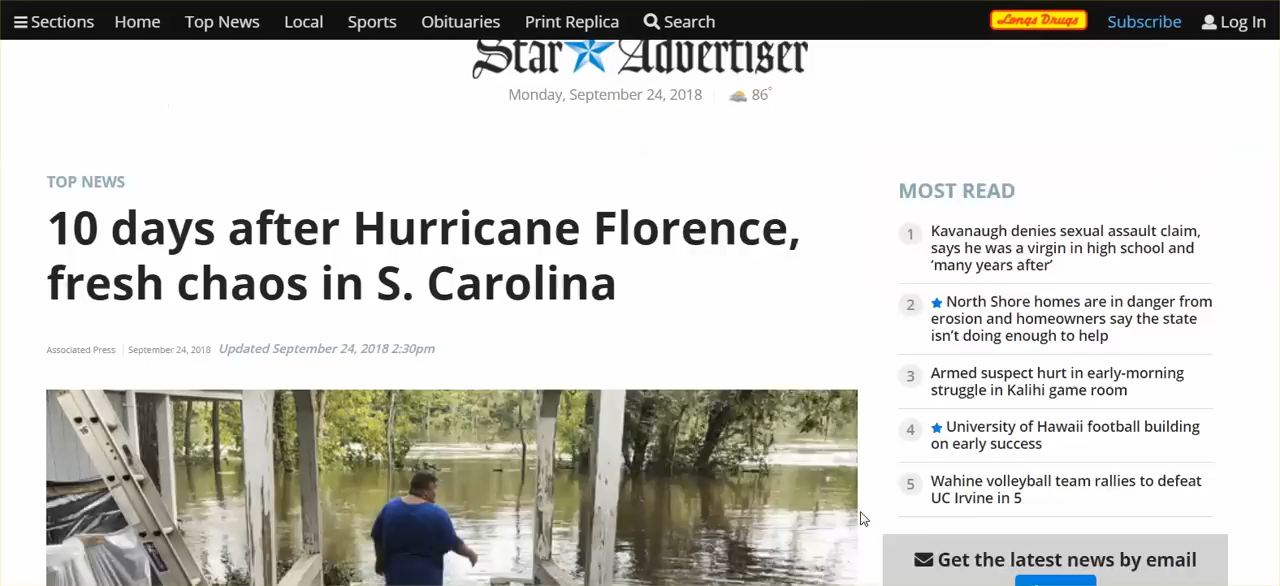 Sections Home Top News Local Sports Obituaries Print Replica Search Longs Drugs Subscribe Log In
Star Advertiser
Monday, September 24, 2018 86°
TOP NEWS
10 days after Hurricane Florence,
fresh chaos in S. Carolina
Associated Press September 24, 2018 Updated September 24, 2018 2:30pm
MOST READ
1 Kavanaugh denies sexual assault claim,
says he was a virgin in high school and
‘many years after’
2 North Shore homes are in danger from
erosion and homeowners say the state
isn’t doing enough to help
3 Armed suspect hurt in early-morning
struggle in Kalihi game room
4 University of Hawaii football building
on early success
5 Wahine volleyball team rallies to defeat
UC Irvine in 5
Get the latest news by email